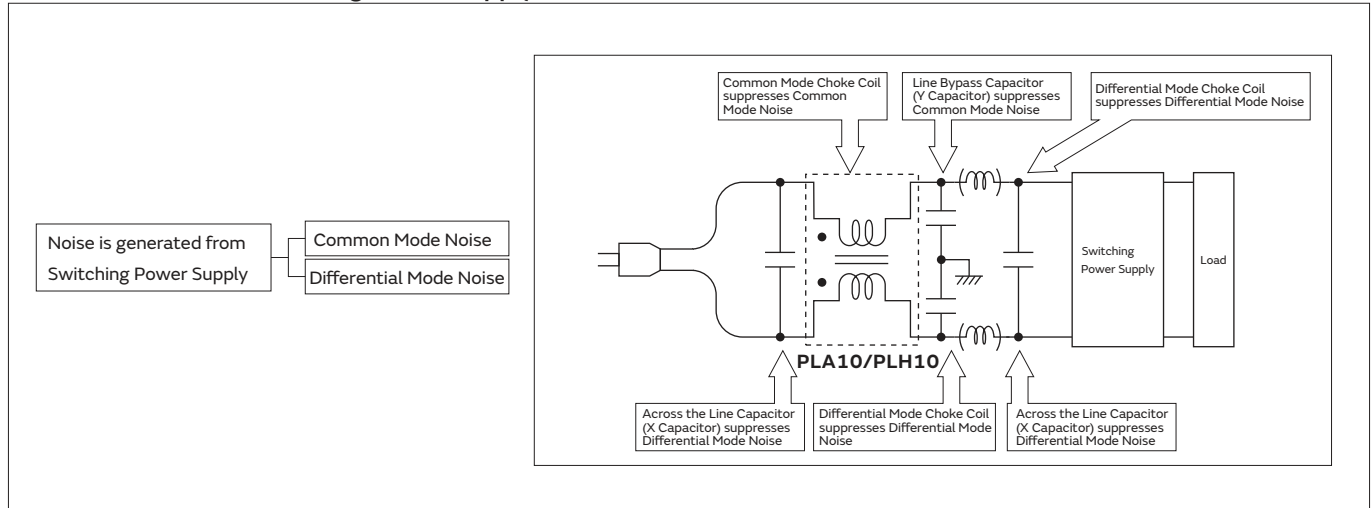 Noise is generated from
Switching Power Supply
Common Mode Noise
Differential Mode Noise
Common Mode Choke Coil
suppresses Common
Mode Noise
Line Bypass Capacitor
(Y Capacitor) suppresses
Common Mode Noise
Differential Mode Choke Coil
suppresses Differential Mode Noise
Switching
Power Supply
Load
PLA10/PLH10
Across the Line Capacitor
(X Capacitor) suppresses
Differential Mode Noise
Differential Mode Choke Coil
suppresses Differential Mode
Noise
Across the Line Capacitor
(X Capacitor) suppresses
Differential Mode Noise